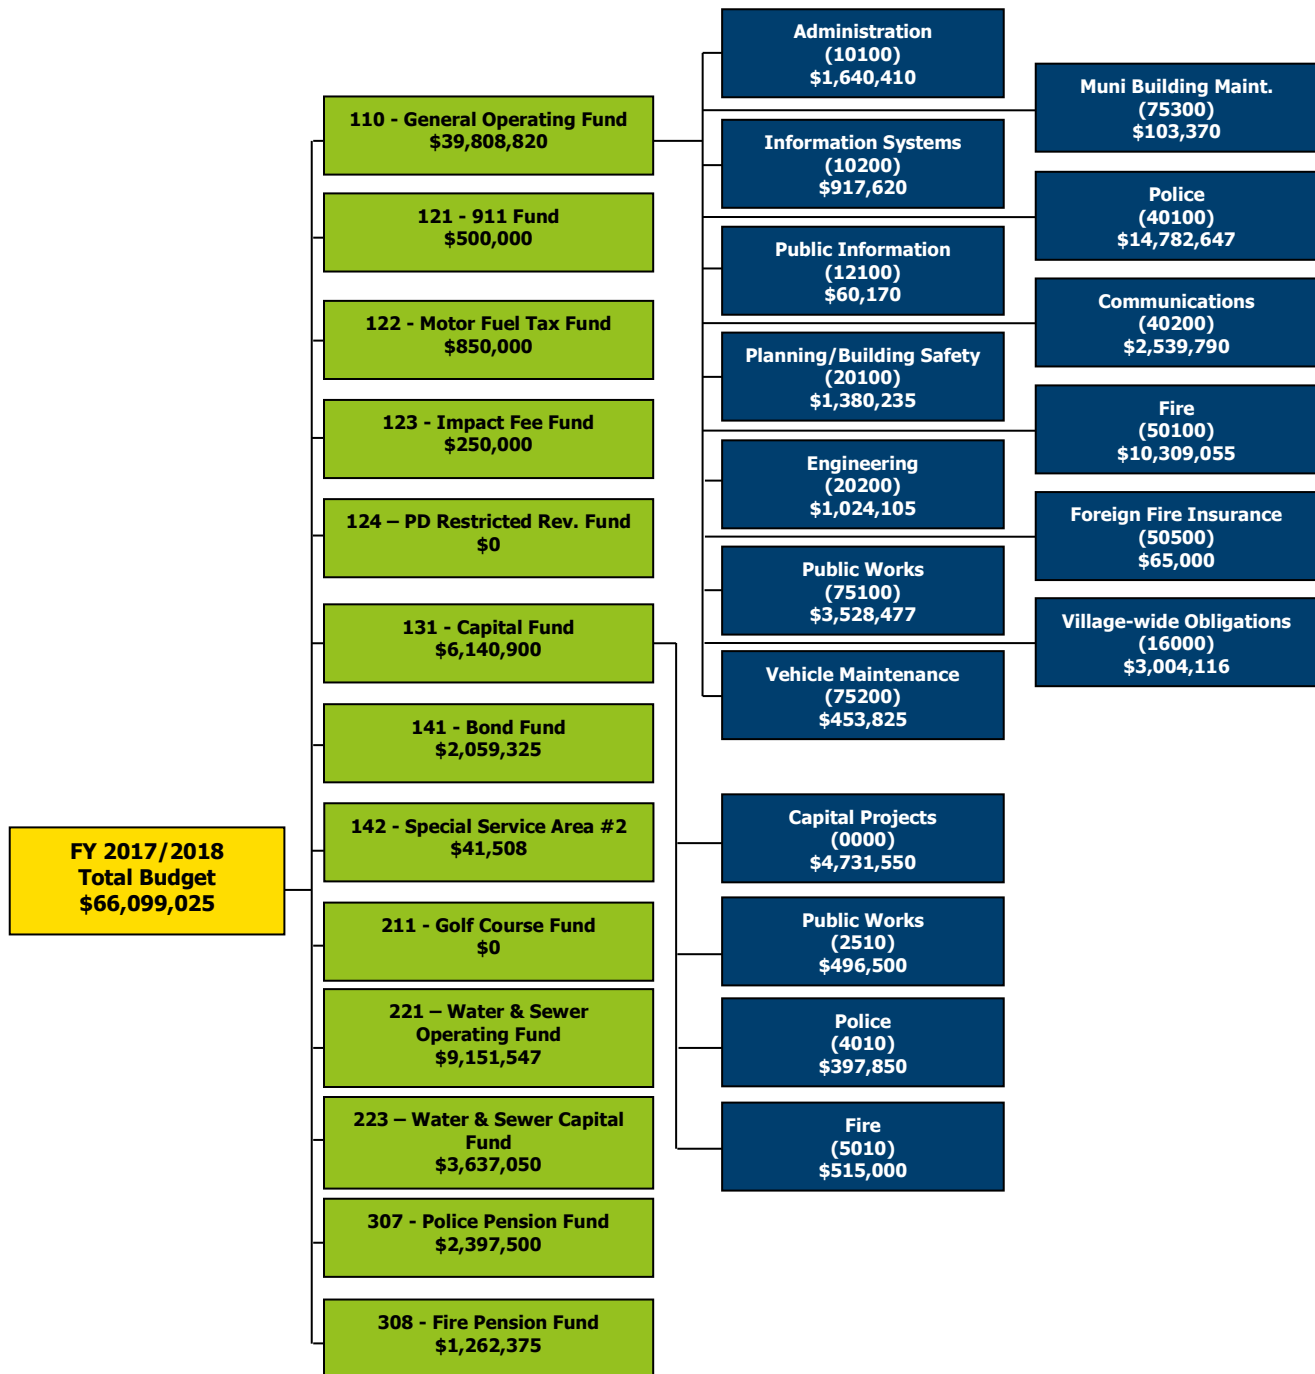 FY 2017/2018
Total Budget
$66,099,025
110 - General Operating Fund
$39,808,820
121 - 911 Fund
$500,000
122 - Motor Fuel Tax Fund
$850,000
123 - Impact Fee Fund
$250,000
124 – PD Restricted Rev. Fund
$0
131 - Capital Fund
$6,140,900
141 - Bond Fund
$2,059,325
142 - Special Service Area #2
$41,508
211 - Golf Course Fund
$0
221 – Water & Sewer
Operating Fund
$9,151,547
223 – Water & Sewer Capital
Fund
$3,637,050
307 - Police Pension Fund
$2,397,500
308 - Fire Pension Fund
$1,262,375
Administration
(10100)
$1,640,410
Information Systems
(10200)
$917,620
Public Information
(12100)
$60,170
Planning/Building Safety
(20100)
$1,380,235
Engineering
(20200)
$1,024,105
Public Works
(75100)
$3,528,477
Vehicle Maintenance
(75200)
$453,825
Muni Building Maint.
(75300)
$103,370
Police
(40100)
$14,782,647
Communications
(40200)
$2,539,790
Fire
(50100)
$10,309,055
Foreign Fire Insurance
(50500)
$65,000
Village-wide Obligations
(16000)
$3,004,116
Capital Projects
(0000)
$4,731,550
Public Works
(2510)
$496,500
Police
(4010)
$397,850
Fire
(5010)
$515,000